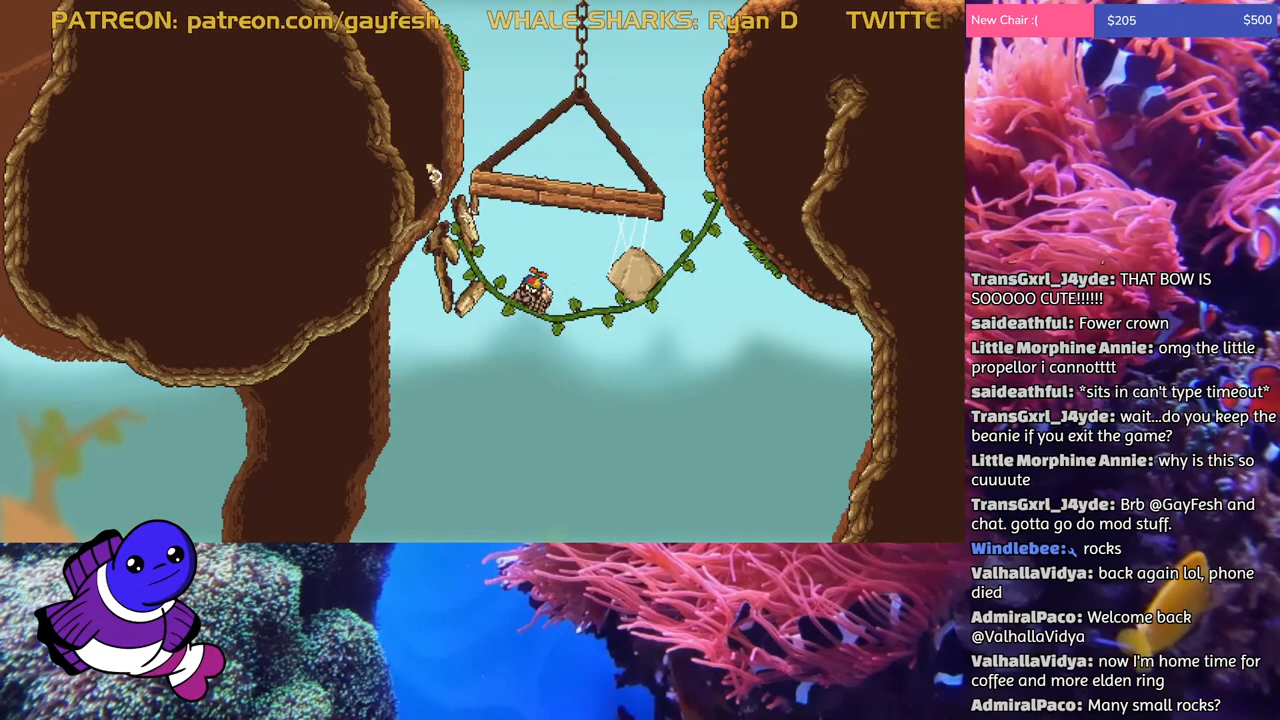 PATREON: patreon.com/gayfesh WHALE SHARKS: Ryan D TWITTER
New Chair :( $205 $500
TransGxrl_J4yde: THAT BOW IS
SOOOOO CUTE!!!!!!
saideathful: Fower crown
Little Morphine Annie: omg the little
propellor i cannotttt
saideathful: *sits in can't type timeout*
TransGxrl_J4yde: wait...do you keep the
beanie if you exit the game?
Little Morphine Annie: why is this so
cuuuute
TransGxrl_J4yde: Brb @GayFesh and
chat. gotta go do mod stuff.
Windlebee: rocks
ValhallaVidya: back again lol, phone
died
AdmiralPaco: Welcome back
@ValhallaVidya
ValhallaVidya: now I'm home time for
coffee and more elden ring
AdmiralPaco: Many small rocks?